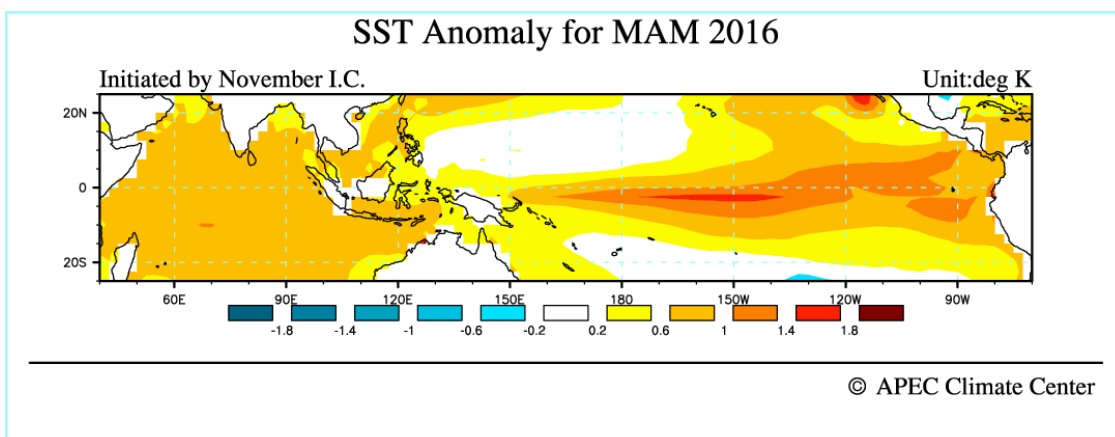 SST Anomaly for MAM 2016
Initiated by November I.C. Unit:deg K
20N
0
20S
60E 90E 120E 150E 180 150W 120W 90W
-1.8 -1.4 -1 -0.6 -0.2 0.2 0.6 1 1.4 1.8
© APEC Climate Center